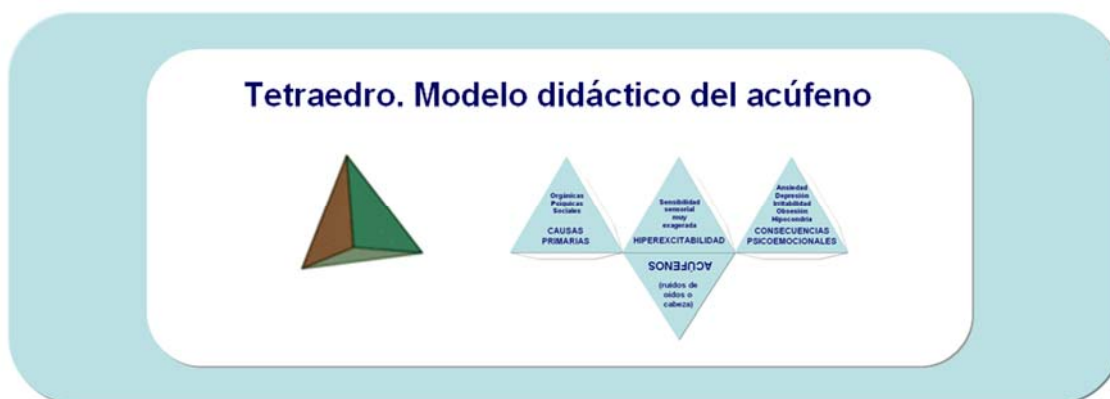 Tetraedro. Modelo didáctico del acúfeno
Orgánicas
Psíquicas
Sociales
CAUSAS
PRIMARIAS
Sensibilidad
sensorial
muy
exagerada
HIPEREXCITABILIDAD
Ansiedad
Depresión
Irritabilidad
Obsesión
Hipocondría
CONSECUENCIAS
PSICOEMOCIONALES
ACÚFENOS
(ruidos de
oídos o
cabeza)